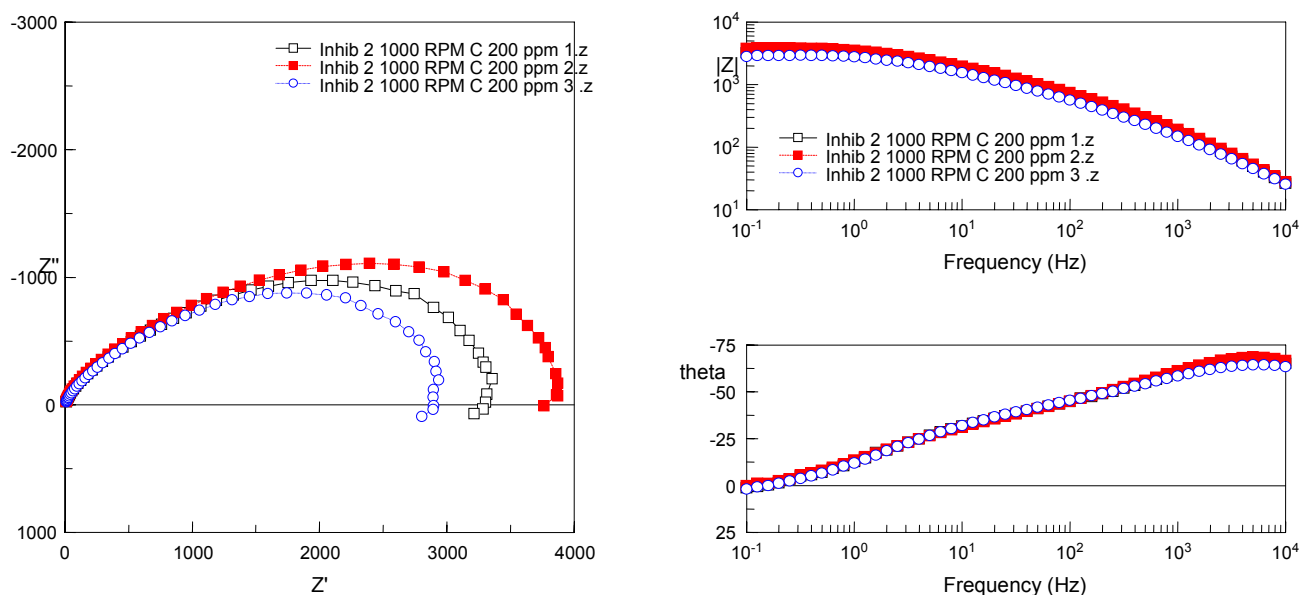 -3000
-2000
-1000
0
1000
Z''
0
1000
2000
3000
4000
Z'
Inhib 2 1000 RPM C 200 ppm 1.z
Inhib 2 1000 RPM C 200 ppm 2.z
Inhib 2 1000 RPM C 200 ppm 3 .z
10^4
10^3
10^2
10^1
|Z|
Inhib 2 1000 RPM C 200 ppm 1.z
Inhib 2 1000 RPM C 200 ppm 2.z
Inhib 2 1000 RPM C 200 ppm 3 .z
10^-1
10^0
10^1
10^2
10^3
10^4
Frequency (Hz)
-75
-50
-25
0
25
theta
10^-1
10^0
10^1
10^2
10^3
10^4
Frequency (Hz)